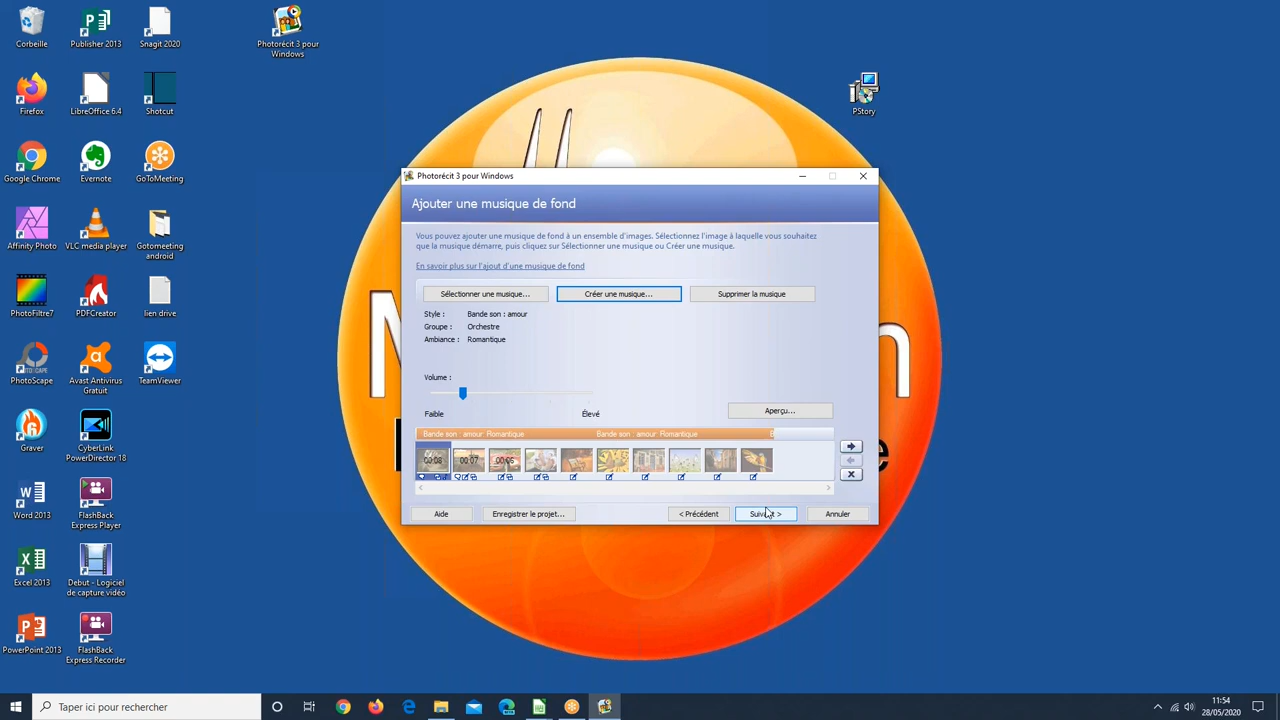 Corbeille
Publisher 2013
Snagit 2020
Photorécit 3 pour
Windows
Firefox
LibreOffice 6.4
Shotcut
PStory
Google Chrome
Evernote
GoToMeeting
Affinity Photo
VLC media player
Gotomeeting
android
PhotoFiltre7
PDFCreator
lien drive
PhotoScape
Avast Antivirus
Gratuit
TeamViewer
Graver
CyberLink
PowerDirector 18
Word 2013
FlashBack
Express Player
Excel 2013
Debut - Logiciel
de capture vidéo
PowerPoint 2013
FlashBack
Express Recorder
Photorécit 3 pour Windows
Ajouter une musique de fond
Vous pouvez ajouter une musique de fond à un ensemble d'images. Sélectionnez l'image à laquelle vous souhaitez
que la musique démarre, puis cliquez sur Sélectionner une musique ou Créer une musique.
En savoir plus sur l'ajout d'une musique de fond
Sélectionner une musique... Créer une musique... Supprimer la musique
Style : Bande son : amour
Groupe : Orchestre
Ambiance : Romantique
Volume :
Faible Élevé
Aperçu...
Bande son : amour: Romantique Bande son : amour: Romantique B
00:08 00:07 00:06
Aide Enregistrer le projet... < Précédent Suivant > Annuler
Taper ici pour rechercher
11:54
28/05/2020